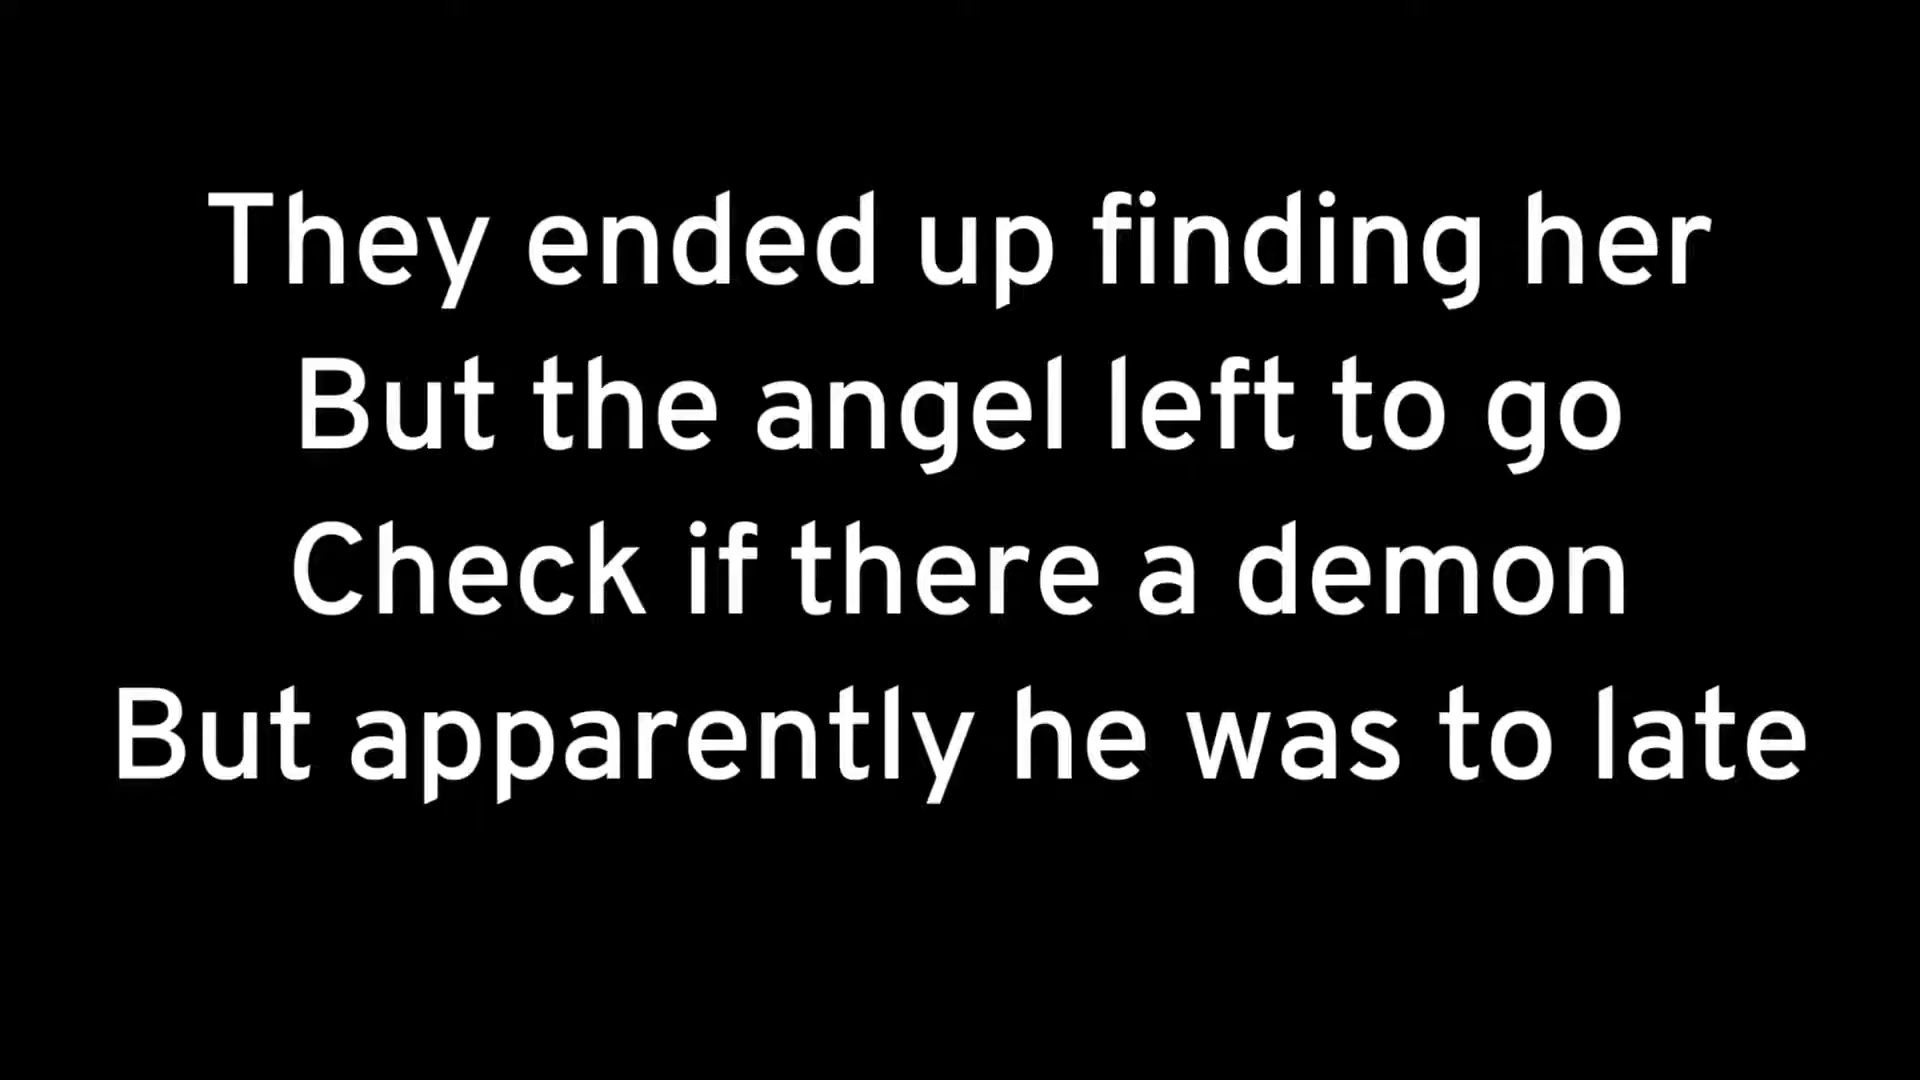 They ended up finding her
But the angel left to go
Check if there a demon
But apparently he was to late